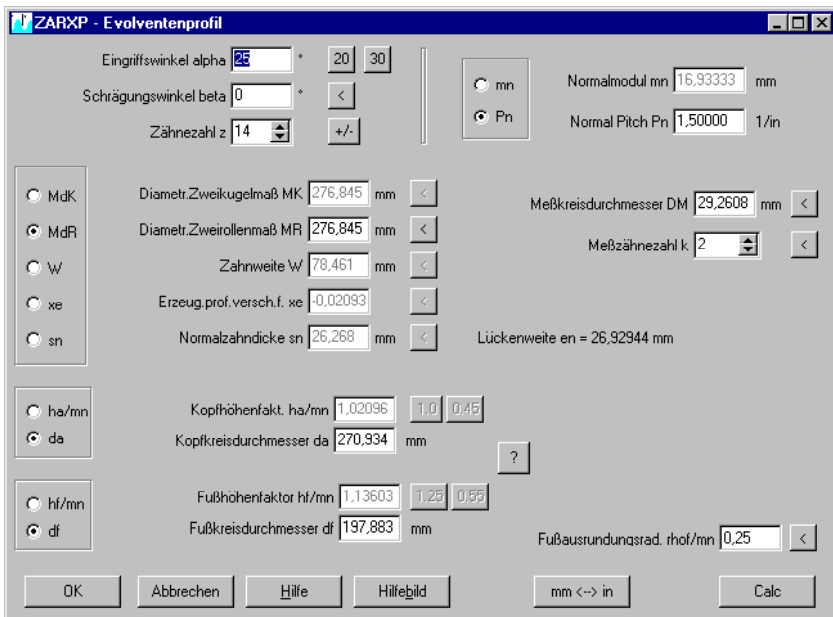 ZARXP - Evolventenprofil
Eingriffswinkel alpha 25 ° 20 30
Schrägungswinkel beta 0 ° <
Zähnezahl z 14 +/-
mn
Pn
Normalmodul mn 16,93333 mm
Normal Pitch Pn 1,50000 1/in
MdK
MdR
W
xe
sn
Diametr.Zweikugelmaß MK 276,845 mm <
Diametr.Zweirollenmaß MR 276,845 mm <
Zahnweite W 78,461 mm <
Erzeug.prof.versch.f. xe -0,02093 <
Normalzahndicke sn 26,268 mm <
Meßkreisdurchmesser DM 29,2608 mm <
Meßzähnezahl k 2 <
Lückenweite en = 26,92944 mm
ha/mn
da
Kopfhöhenfakt. ha/mn 1,02096 1.0 0,45
Kopfkreisdurchmesser da 270,934 mm
?
hf/mn
df
Fußhöhenfaktor hf/mn 1,13603 1,25 0,55
Fußkreisdurchmesser df 197,883 mm
Fußausrundungsrad. rhof/mn 0,25 <
OK Abbrechen Hilfe Hilfebild mm <--> in Calc